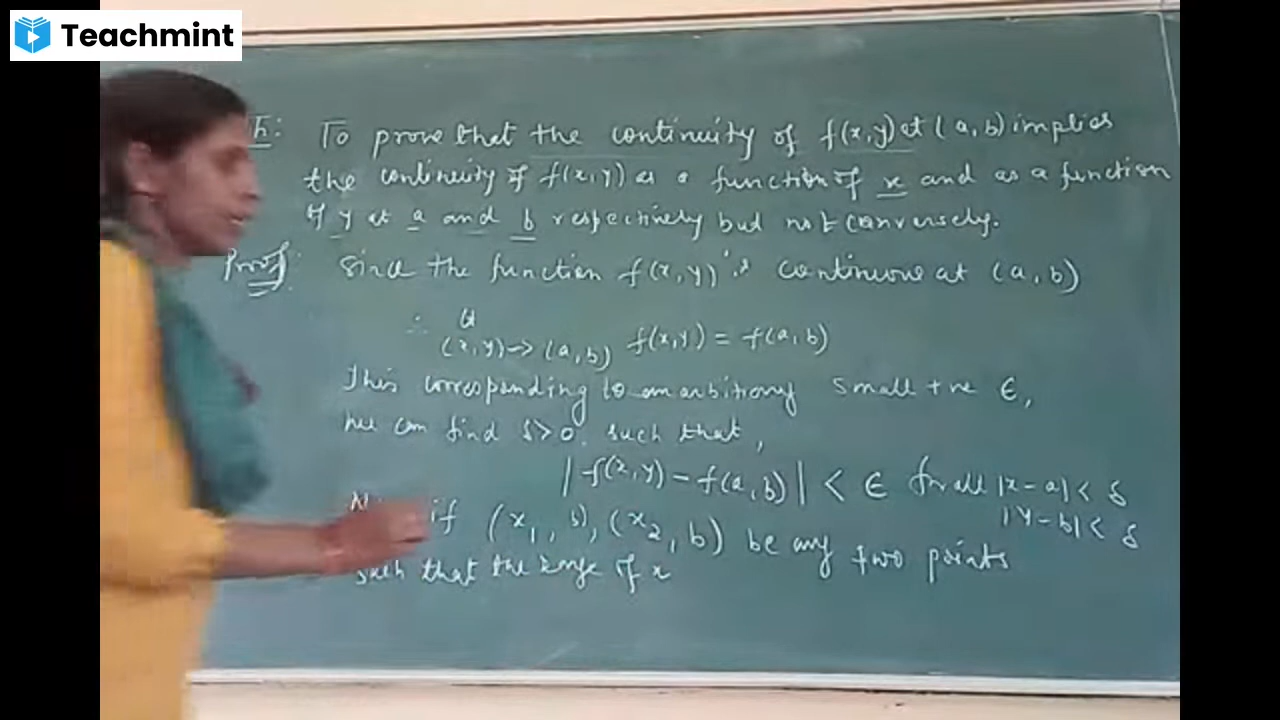 Teachmint
Th: To prove that the continuity of f(x,y) at (a,b) implies
the continuity of f(x,y) as a function of x and as a function
of y at a and b respectively but not conversely.
Proof: Since the function f(x,y) is continuous at (a,b)
∴ lt
(x,y)→(a,b) f(x,y) = f(a,b)
This corresponding to an arbitrary small +ve ϵ,
we can find δ>0, such that,
|f(x,y) - f(a,b)| < ϵ for all |x-a| < δ
|y-b| < δ
if (x₁, b), (x₂, b) be any two points
such that the range of x